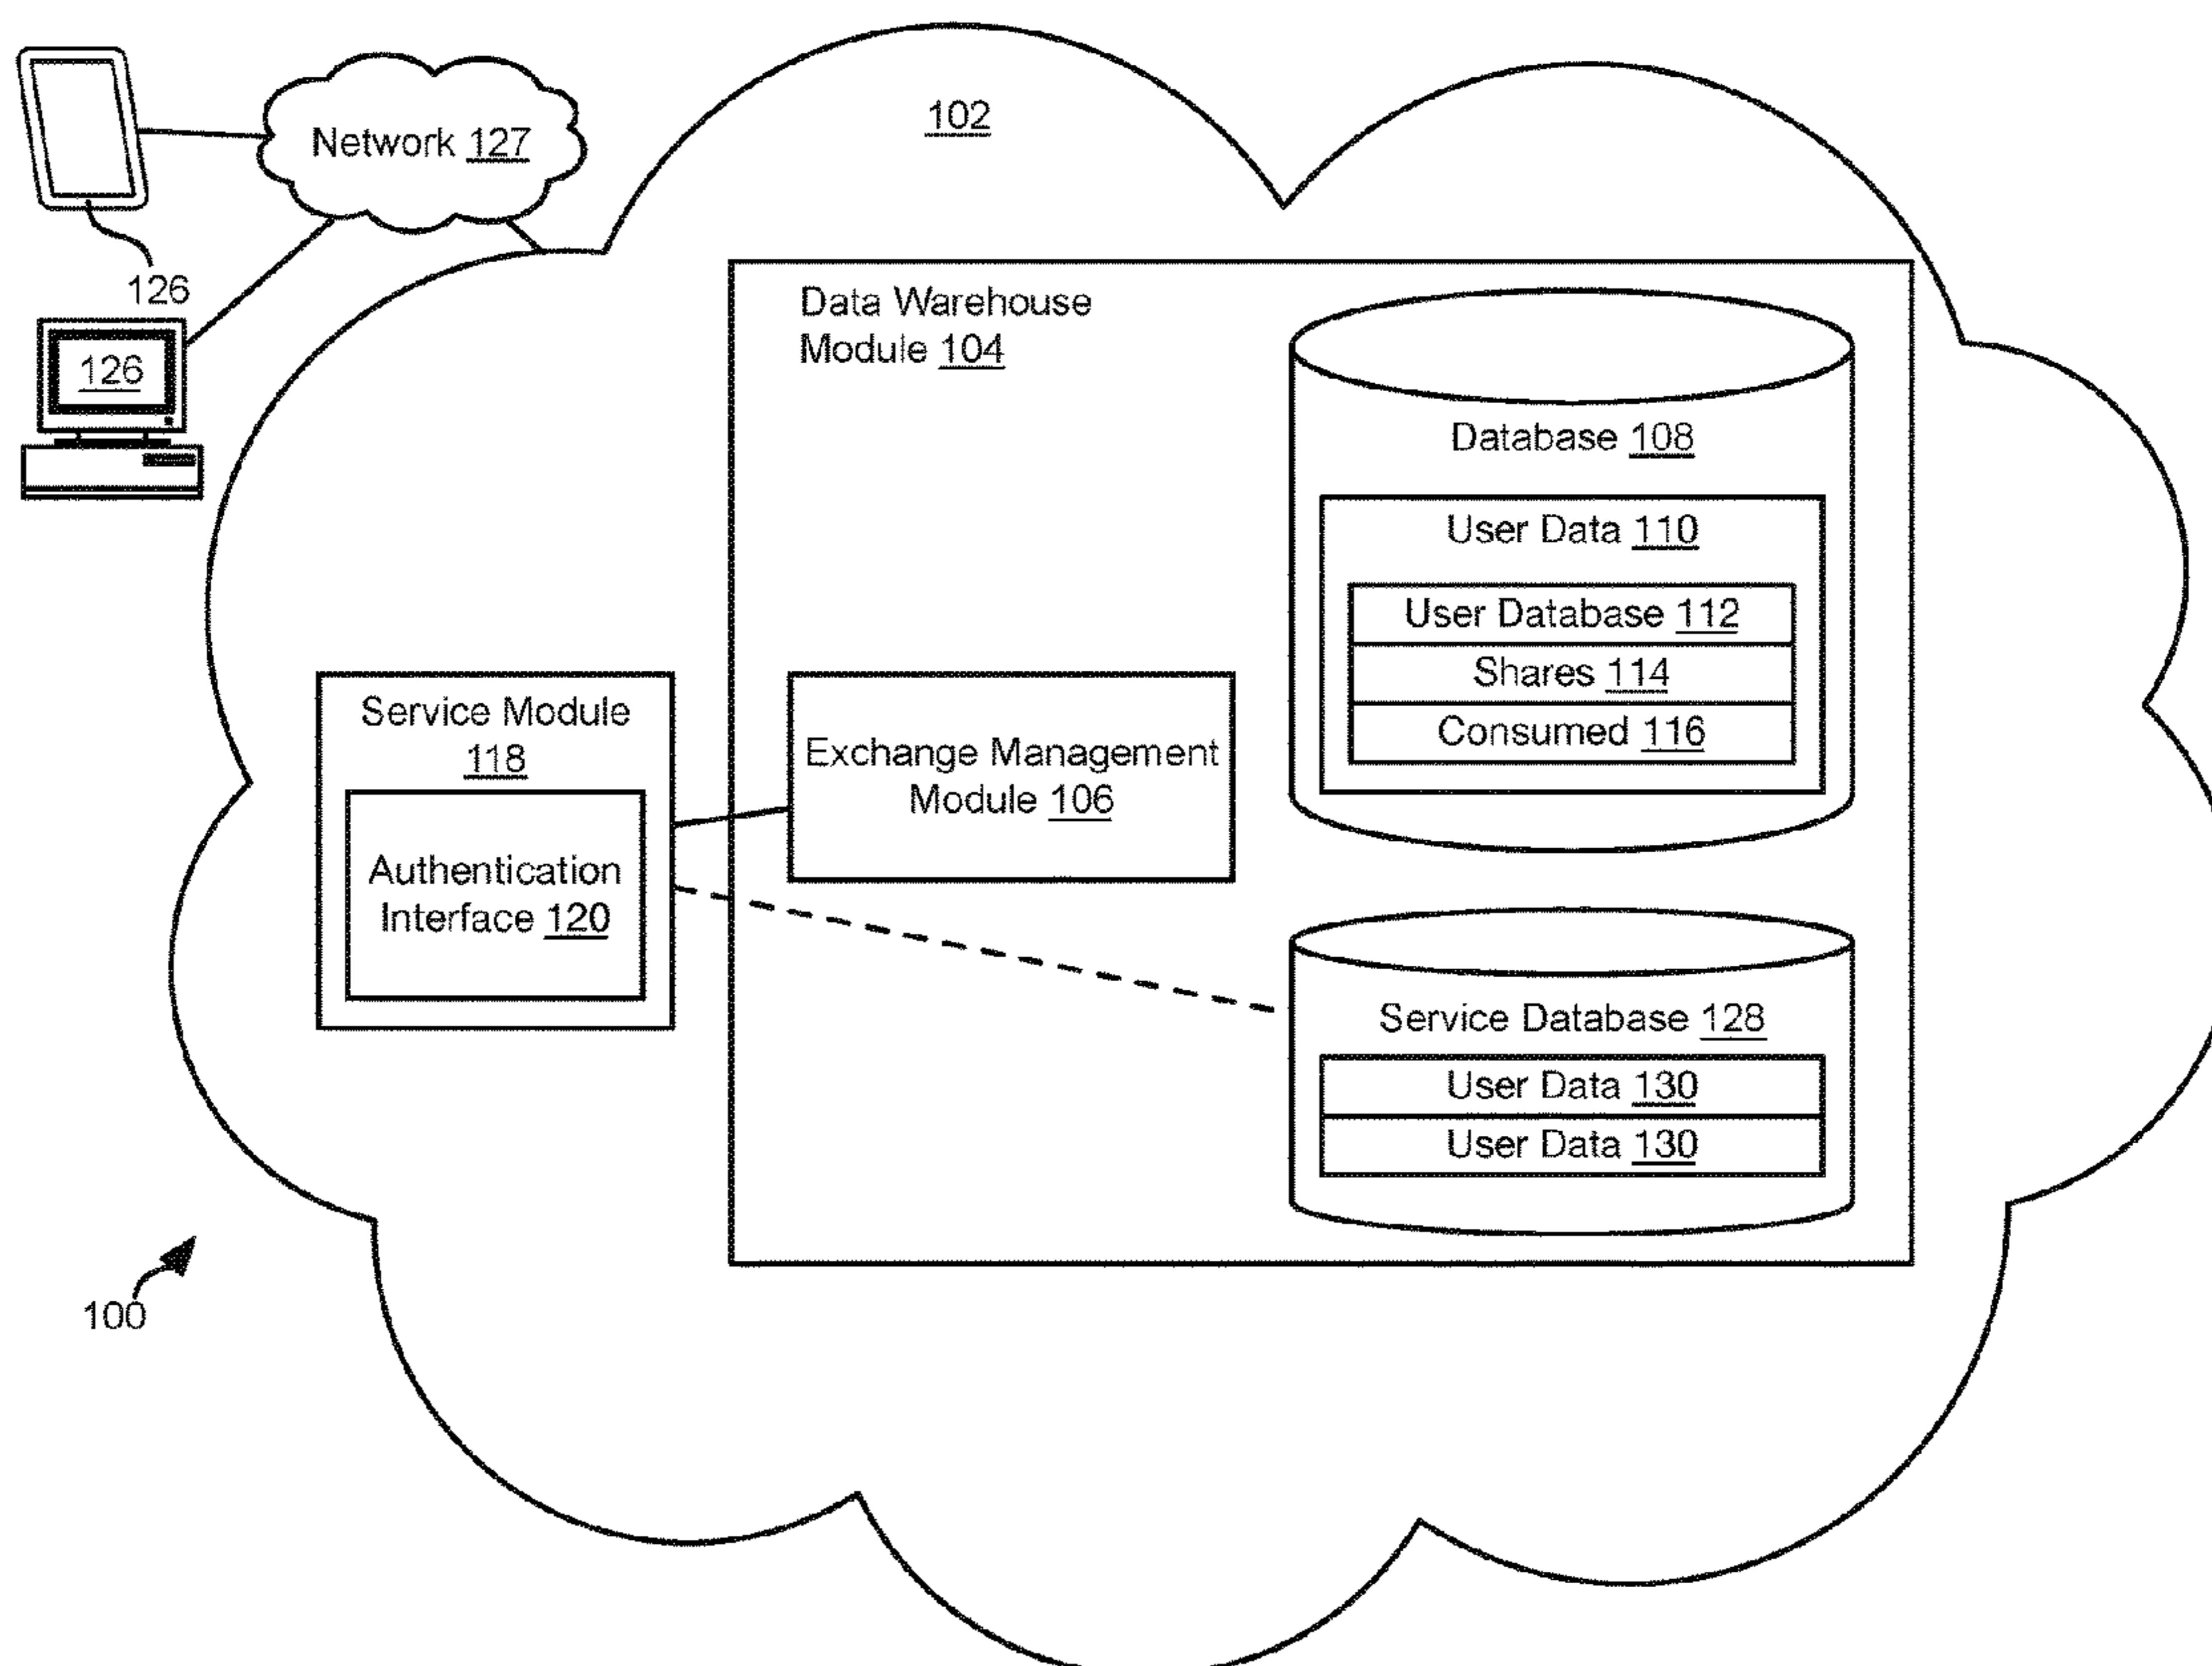 102
Network 127
126
126
Data Warehouse
Module 104
Database 108
User Data 110
User Database 112
Shares 114
Consumed 116
Service Module
118
Authentication
Interface 120
Exchange Management
Module 106
Service Database 128
User Data 130
User Data 130
100